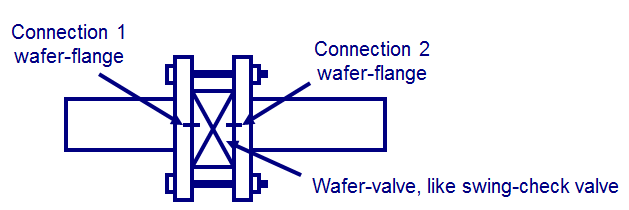 Connection 1
wafer-flange
Connection 2
wafer-flange
Wafer-valve, like swing-check valve